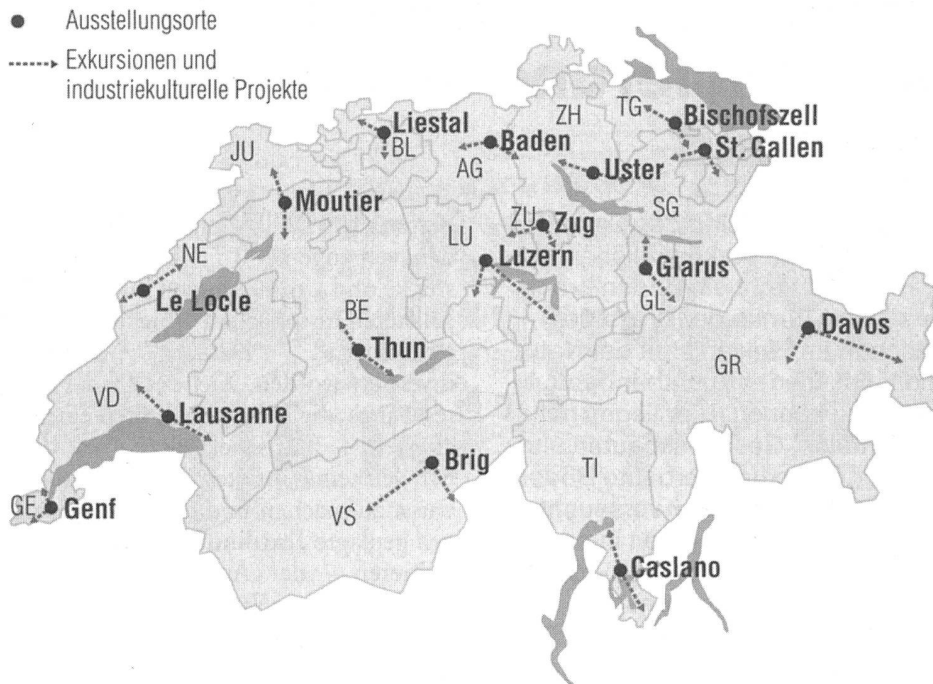 Ausstellungsorte
Exkursionen und
industriekulturelle Projekte
ZH
TG
Bischofszell
Liestal
BL
Baden
St. Gallen
JU
AG
Uster
Moutier
SG
ZU
Zug
LU
NE
Luzern
Glarus
Le Locle
GL
BE
Davos
Thun
GR
VD
Lausanne
Brig
TI
GE
Genf
VS
Caslano